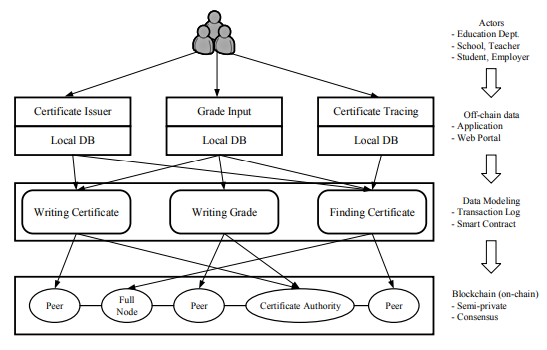 Actors
- Education Dept.
- School, Teacher
- Student, Employer
Certificate Issuer
Grade Input
Certificate Tracing
Local DB
Local DB
Local DB
Off-chain data
- Application
- Web Portal
Writing Certificate
Writing Grade
Finding Certificate
Data Modeling
- Transaction Log
- Smart Contract
Peer
Full
Node
Peer
Certificate Authority
Peer
Blockchain (on-chain)
- Semi-private
- Consensus